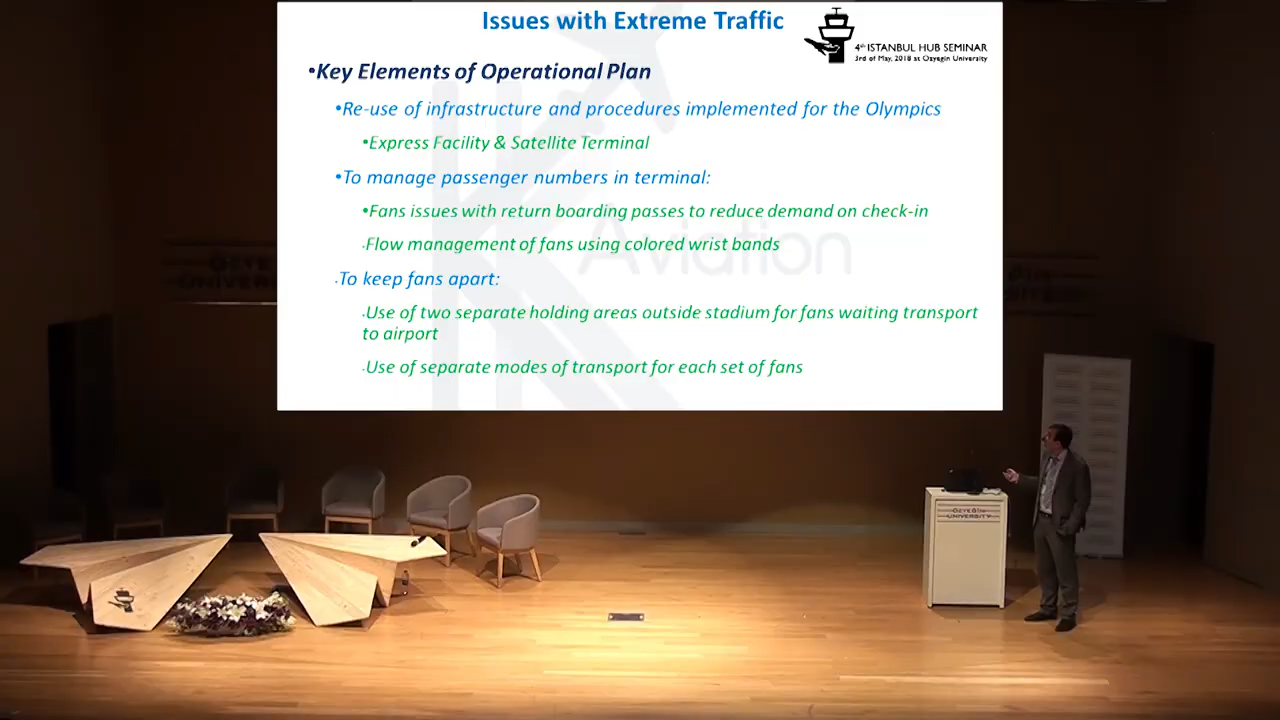 Issues with Extreme Traffic
4th ISTANBUL HUB SEMINAR
3rd of May, 2018 at Ozyegin University
•Key Elements of Operational Plan
•Re-use of infrastructure and procedures implemented for the Olympics
•Express Facility & Satellite Terminal
•To manage passenger numbers in terminal:
•Fans issues with return boarding passes to reduce demand on check-in
·Flow management of fans using colored wrist bands
Aviation
·To keep fans apart:
·Use of two separate holding areas outside stadium for fans waiting transport
to airport
·Use of separate modes of transport for each set of fans
OZYEGIN
UNIVERSITY